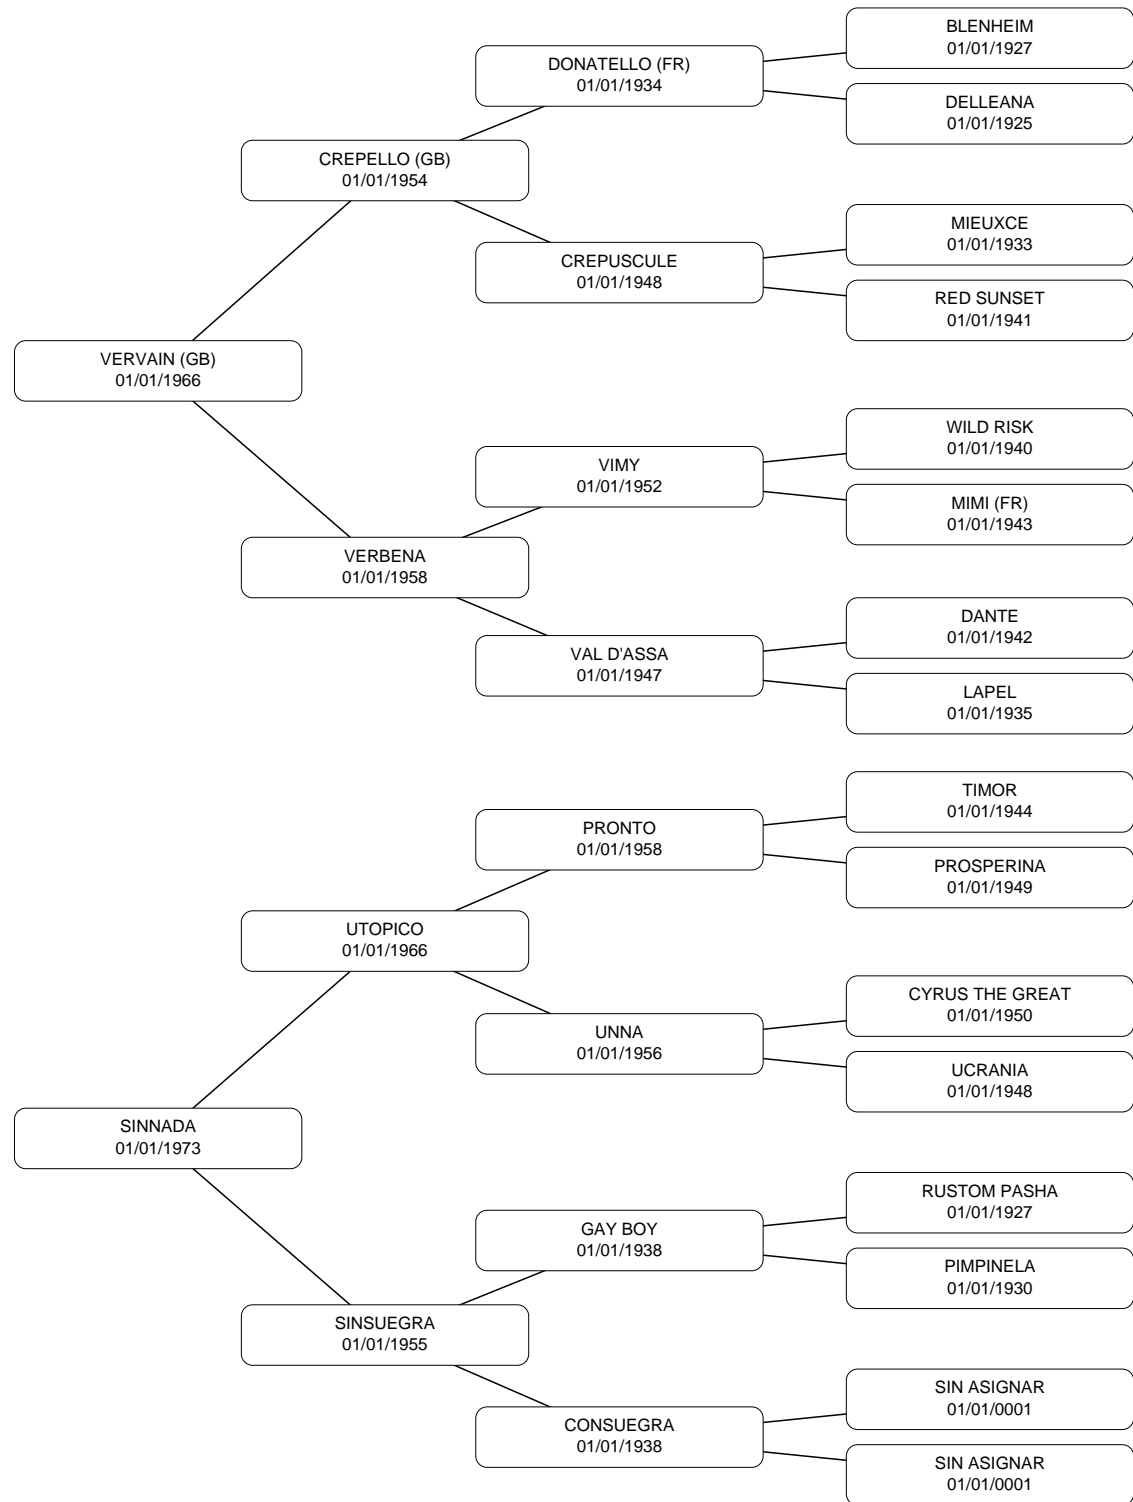 BLENHEIM
01/01/1927
DONATELLO (FR)
01/01/1934
DELLEANA
01/01/1925
CREPELLO (GB)
01/01/1954
MIEUXCE
01/01/1933
CREPUSCULE
01/01/1948
RED SUNSET
01/01/1941
VERVAIN (GB)
01/01/1966
WILD RISK
01/01/1940
VIMY
01/01/1952
MIMI (FR)
01/01/1943
VERBENA
01/01/1958
DANTE
01/01/1942
VAL D'ASSA
01/01/1947
LAPEL
01/01/1935
TIMOR
01/01/1944
PRONTO
01/01/1958
PROSPERINA
01/01/1949
UTOPICO
01/01/1966
CYRUS THE GREAT
01/01/1950
UNNA
01/01/1956
UCRANIA
01/01/1948
SINNADA
01/01/1973
RUSTOM PASHA
01/01/1927
GAY BOY
01/01/1938
PIMPINELA
01/01/1930
SINSUEGRA
01/01/1955
SIN ASIGNAR
01/01/0001
CONSUEGRA
01/01/1938
SIN ASIGNAR
01/01/0001